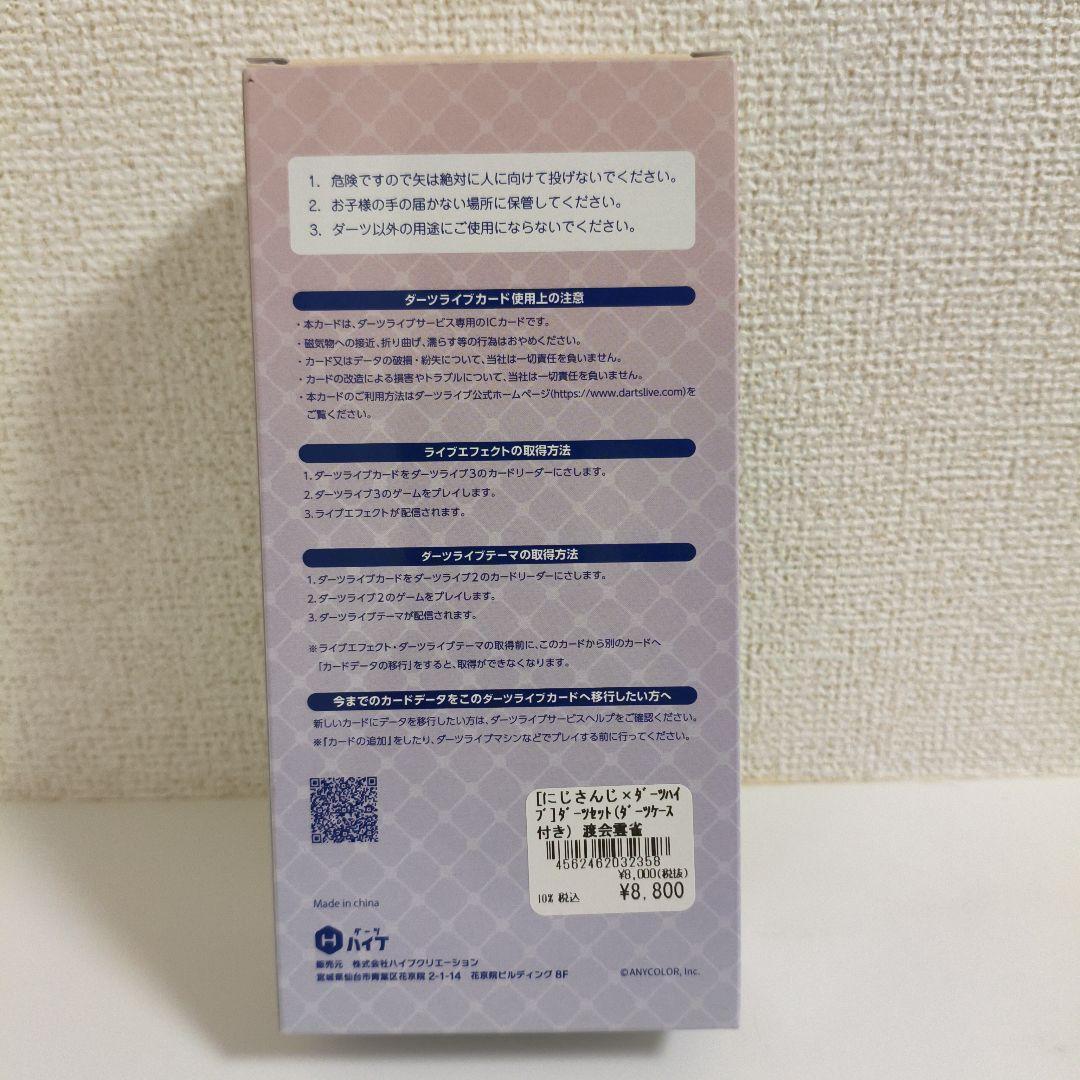 1. 危険ですので矢は絶対に人に向けて投げないでください。
2. お子様の手の届かない場所に保管してください。
3. ダーツ以外の用途にご使用にならないでください。
ダーツライブカード使用上の注意
・本カードは、ダーツライブサービス専用のICカードです。
・磁気物への接近、折り曲げ、濡らす等の行為はおやめください。
・カード又はデータの破損・紛失について、当社は一切責任を負いません。
・カードの改造による損害やトラブルについて、当社は一切責任を負いません。
・本カードのご利用方法はダーツライブ公式ホームページ(https://www.dartslive.com)を
ご覧ください。
ライブエフェクトの取得方法
1.ダーツライブカードをダーツライブ3のカードリーダーにさします。
2.ダーツライブ3のゲームをプレイします。
3.ライブエフェクトが配信されます。
ダーツライブテーマの取得方法
1.ダーツライブカードをダーツライブ2のカードリーダーにさします。
2.ダーツライブ2のゲームをプレイします。
3.ダーツライブテーマが配信されます。
※ライブエフェクト・ダーツライブテーマの取得前に、このカードから別のカードへ
「カードデータの移行」をすると、取得ができなくなります。
今までのカードデータをこのダーツライブカードへ移行したい方へ
新しいカードにデータを移行したい方は、ダーツライブサービスヘルプをご確認ください。
※『カードの追加』をしたり、ダーツライブマシンなどでプレイする前に行ってください。
[にじさんじ×ダーツハイ
ブ]ダーツセット(ダーツケース
付き) 渡会雲雀
4562462032358
¥8,000(税抜)
10% 税込 ¥8,800
Made in china
ダーツ
ハイブ
販売元 株式会社ハイブクリエーション
宮城県仙台市青葉区花京院 2-1-14 花京院ビルディング 8F
©ANYCOLOR, Inc.